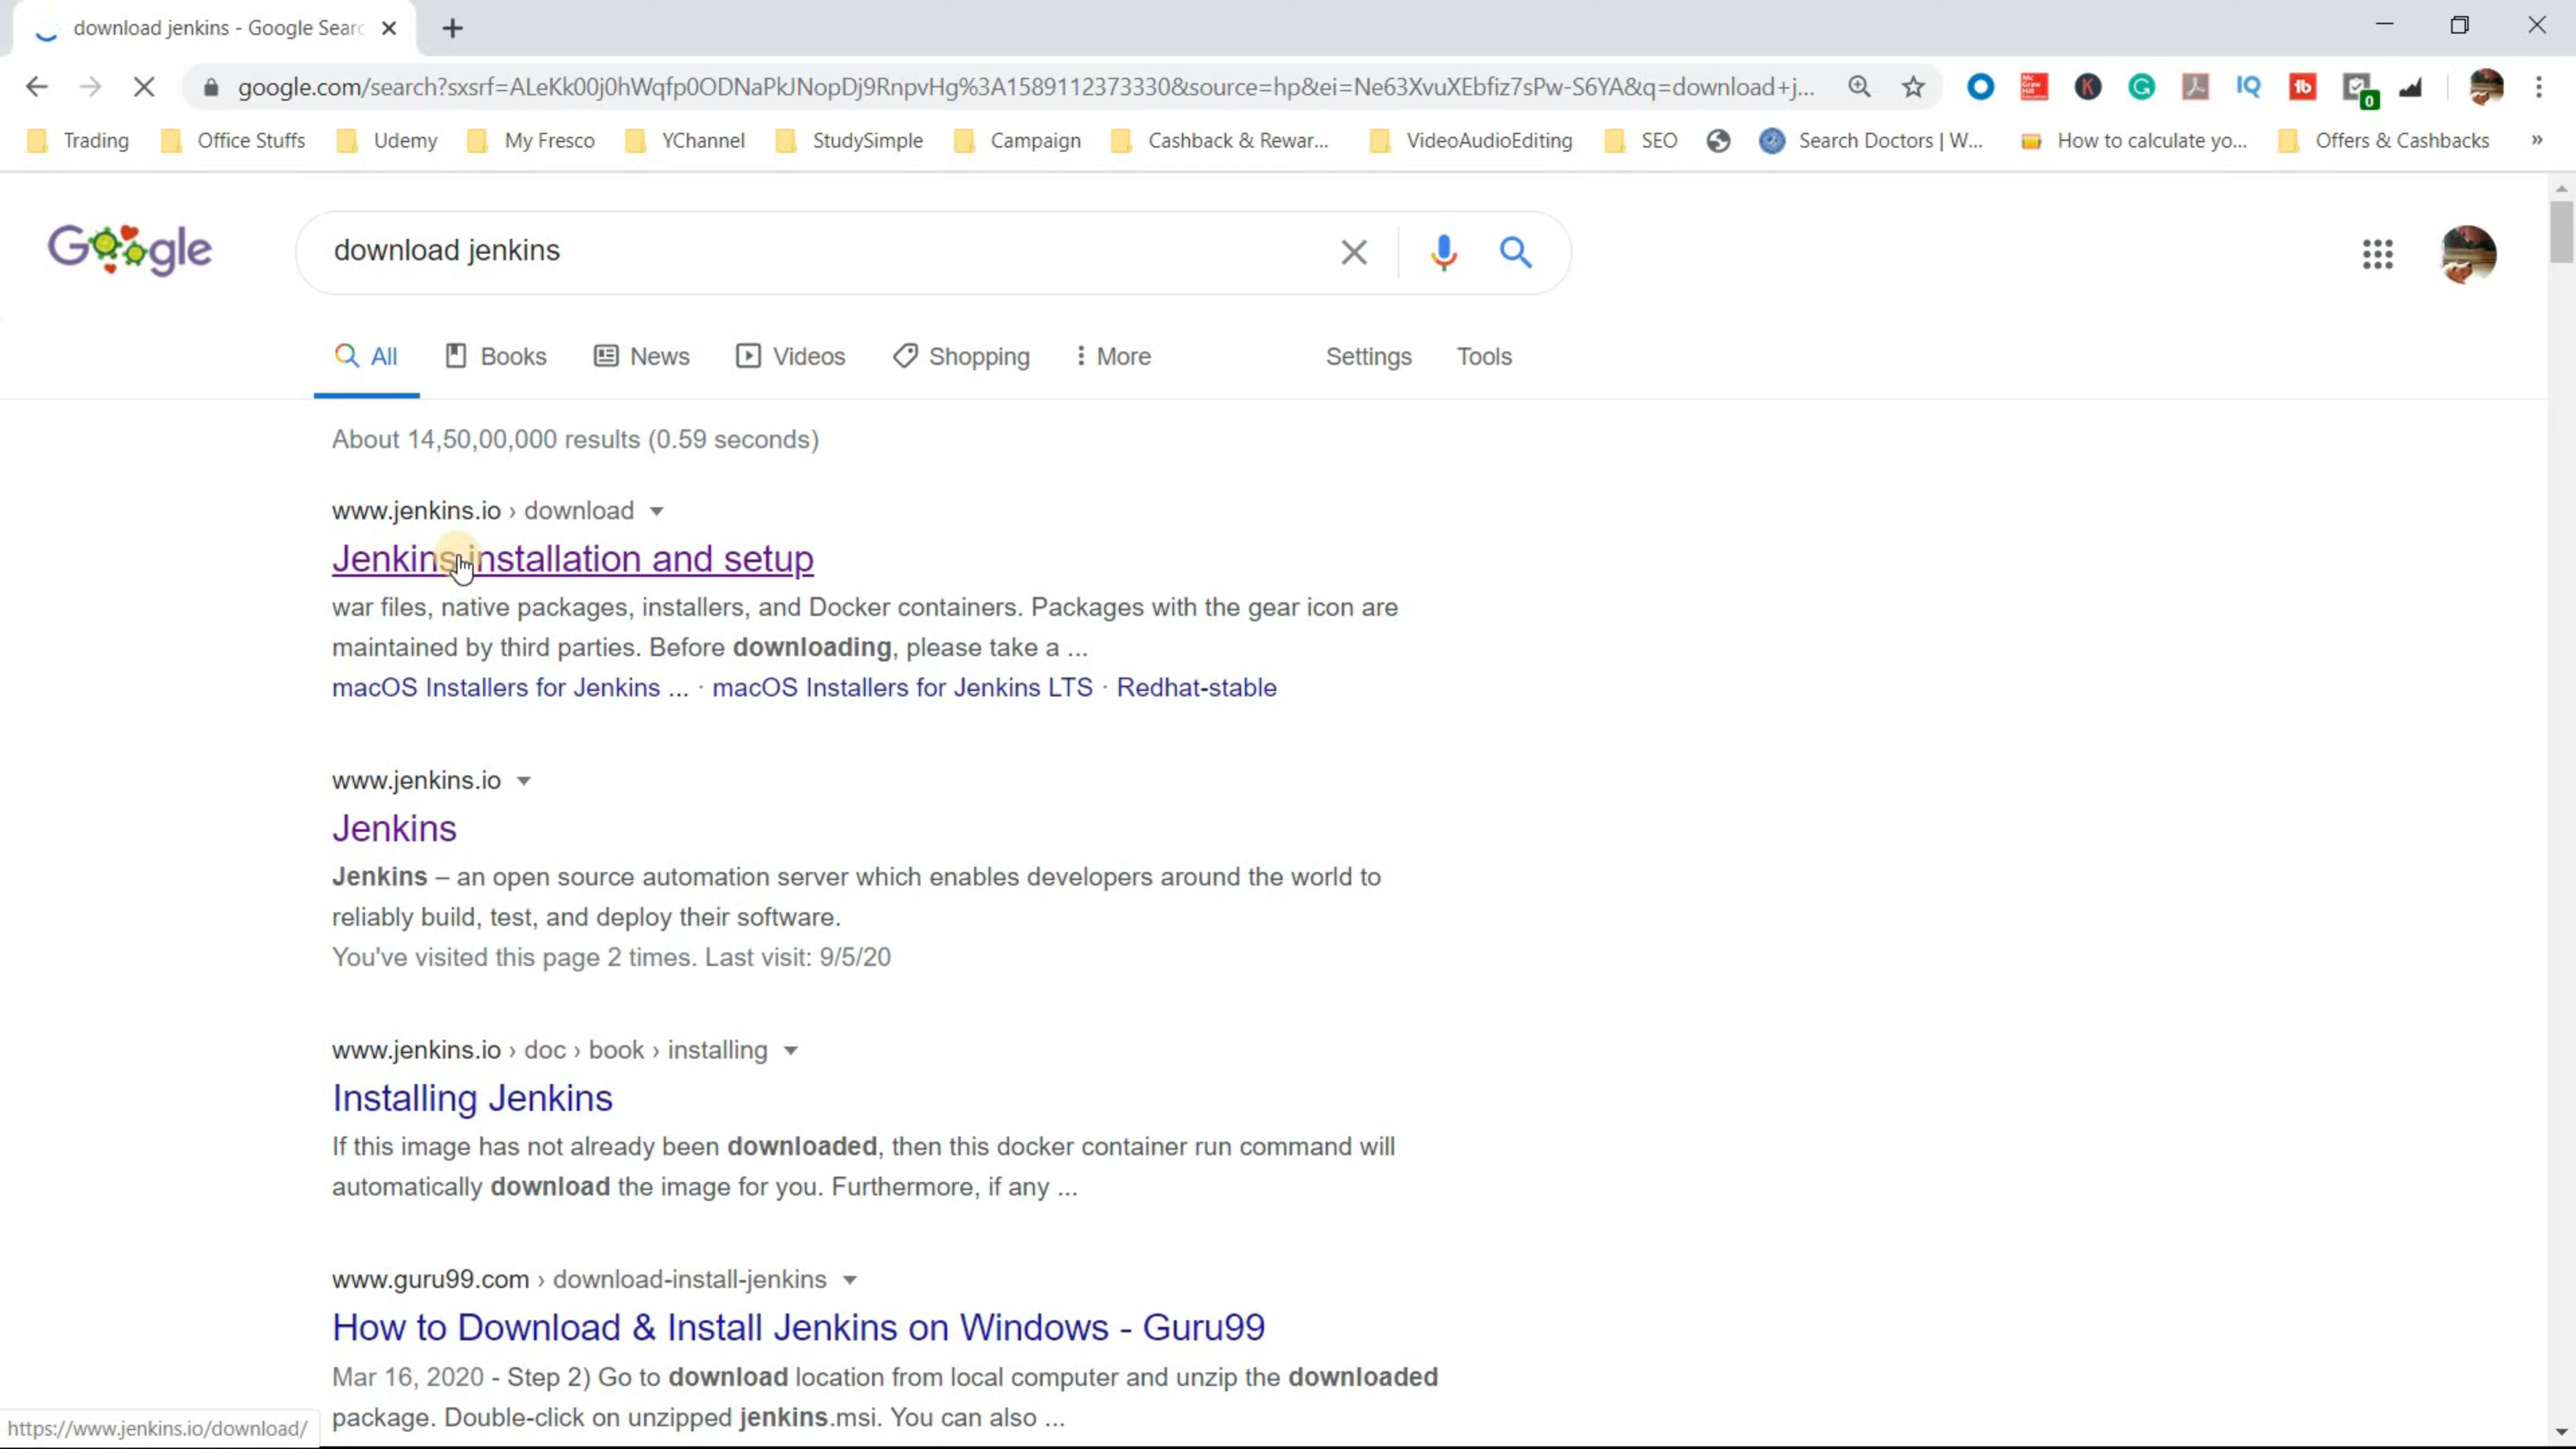 download jenkins - Google Sear
google.com/search?sxsrf=ALeKk00j0hWqfp0ODNaPkJNopDj9RnpvHg%3A1589112373330&source=hp&ei=Ne63XvuXEbfiz7sPw-S6YA&q=download+j...
Trading Office Stuffs Udemy My Fresco YChannel StudySimple Campaign Cashback & Rewar... VideoAudioEditing SEO Search Doctors | W... How to calculate yo... Offers & Cashbacks »
Google
download jenkins
All Books News Videos Shopping More Settings Tools
About 14,50,00,000 results (0.59 seconds)
www.jenkins.io › download
Jenkins installation and setup
war files, native packages, installers, and Docker containers. Packages with the gear icon are
maintained by third parties. Before downloading, please take a ...
macOS Installers for Jenkins ... · macOS Installers for Jenkins LTS · Redhat-stable
www.jenkins.io
Jenkins
Jenkins – an open source automation server which enables developers around the world to
reliably build, test, and deploy their software.
You've visited this page 2 times. Last visit: 9/5/20
www.jenkins.io › doc › book › installing
Installing Jenkins
If this image has not already been downloaded, then this docker container run command will
automatically download the image for you. Furthermore, if any ...
www.guru99.com › download-install-jenkins
How to Download & Install Jenkins on Windows - Guru99
Mar 16, 2020 - Step 2) Go to download location from local computer and unzip the downloaded
package. Double-click on unzipped jenkins.msi. You can also ...
https://www.jenkins.io/download/